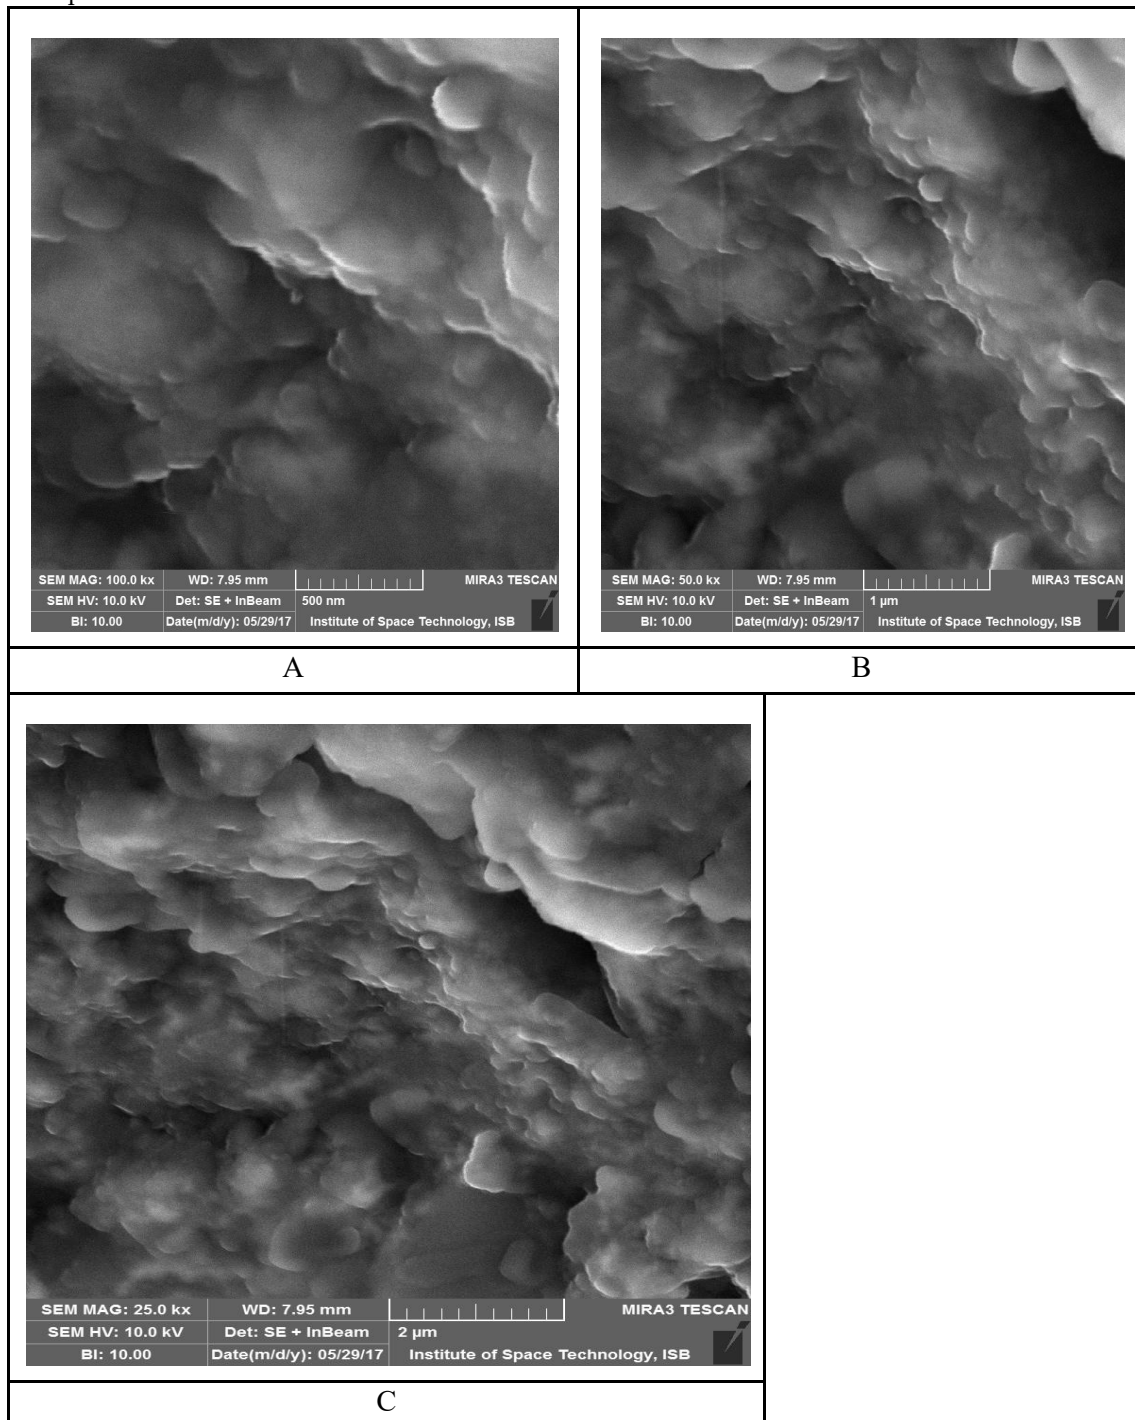 SEM MAG: 100.0 kx WD: 7.95 mm MIRA3 TESCAN
SEM HV: 10.0 kV Det: SE + InBeam 500 nm
BI: 10.00 Date(m/d/y): 05/29/17 Institute of Space Technology, ISB
SEM MAG: 50.0 kx WD: 7.95 mm MIRA3 TESCAN
SEM HV: 10.0 kV Det: SE + InBeam 1 µm
BI: 10.00 Date(m/d/y): 05/29/17 Institute of Space Technology, ISB
A B
SEM MAG: 25.0 kx WD: 7.95 mm MIRA3 TESCAN
SEM HV: 10.0 kV Det: SE + InBeam 2 µm
BI: 10.00 Date(m/d/y): 05/29/17 Institute of Space Technology, ISB
C